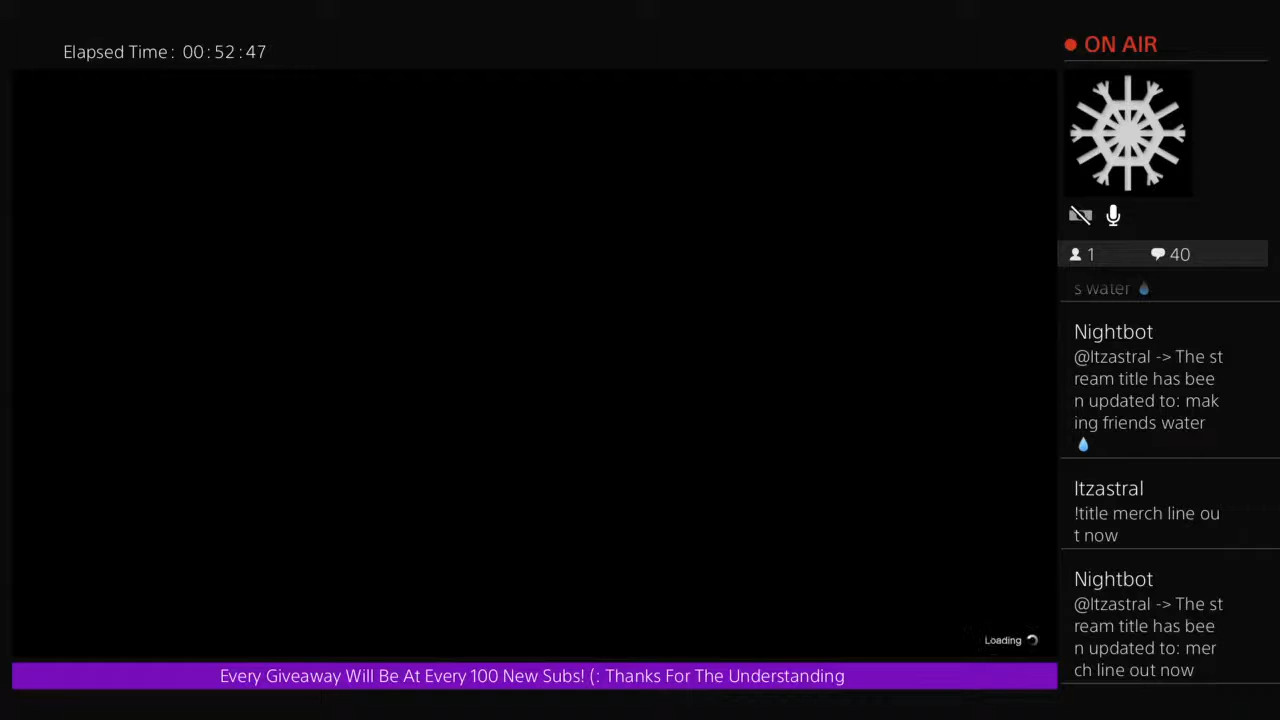 Elapsed Time: 00:52:47
ON AIR
1
40
s water 💧
Nightbot
@Itzastral -> The st
ream title has bee
n updated to: mak
ing friends water
💧
Itzastral
!title merch line ou
t now
Nightbot
@Itzastral -> The st
ream title has bee
n updated to: mer
ch line out now
Loading
Every Giveaway Will Be At Every 100 New Subs! (: Thanks For The Understanding